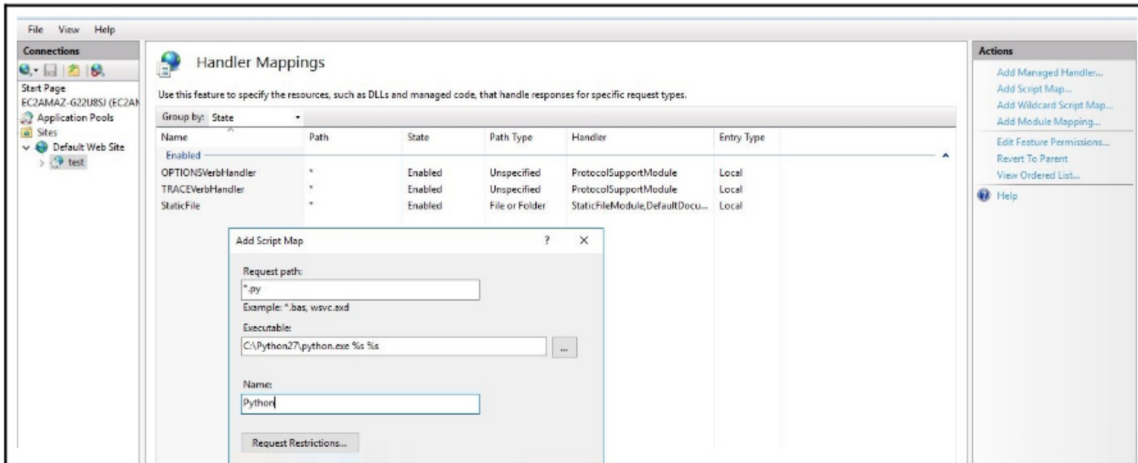 File View Help
Connections
Start Page
EC2AMAZ-G22U8SJ (EC2AM
Application Pools
Sites
Default Web Site
test
Handler Mappings
Use this feature to specify the resources, such as DLLs and managed code, that handle responses for specific request types.
Group by: State
Name Path State Path Type Handler Entry Type
Enabled
OPTIONSVerbHandler * Enabled Unspecified ProtocolSupportModule Local
TRACEVerbHandler * Enabled Unspecified ProtocolSupportModule Local
StaticFile * Enabled File or Folder StaticFileModule,DefaultDocu... Local
Add Script Map ? ×
Request path:
*.py
Example: *.bas, wsvc.axd
Executable:
C:\Python27\python.exe %s %s
...
Name:
Python
Request Restrictions...
Actions
Add Managed Handler...
Add Script Map...
Add Wildcard Script Map...
Add Module Mapping...
Edit Feature Permissions...
Revert To Parent
View Ordered List...
Help